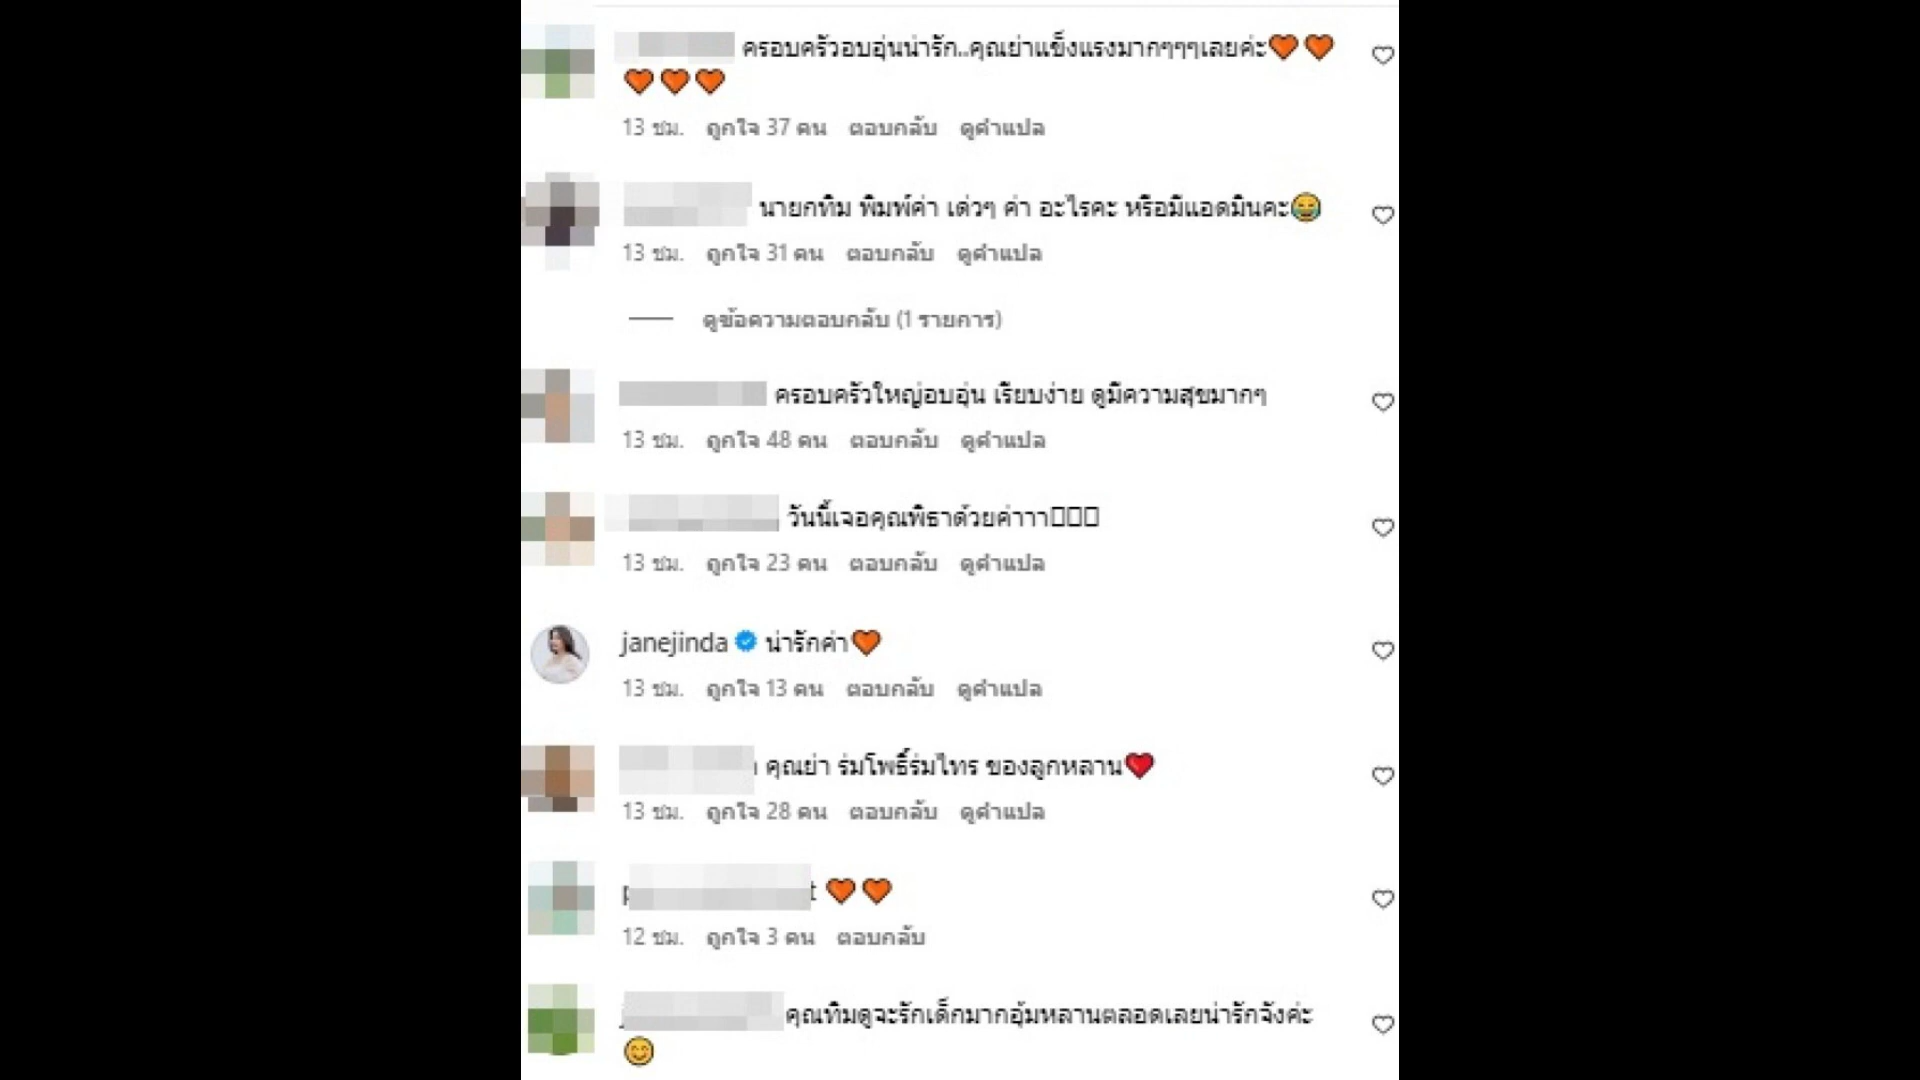 ครอบครัวอบอุ่นน่ารัก..คุณย่าแข็งแรงมากๆๆๆเลยค่ะ🧡🧡
🧡🧡🧡
13 ชม. ถูกใจ 37 คน ตอบกลับ ดูคำแปล
นายกทิม พิมพ์ค่า เด่วๆ ค่า อะไรคะ หรือมีแอดมินคะ😂
13 ชม. ถูกใจ 31 คน ตอบกลับ ดูคำแปล
ดูข้อความตอบกลับ (1 รายการ)
ครอบครัวใหญ่อบอุ่น เรียบง่าย ดูมีความสุขมากๆ
13 ชม. ถูกใจ 48 คน ตอบกลับ ดูคำแปล
วันนี้เจอคุณพิธาด้วยค่าาา
13 ชม. ถูกใจ 23 คน ตอบกลับ ดูคำแปล
janejinda น่ารักค่า🧡
13 ชม. ถูกใจ 13 คน ตอบกลับ ดูคำแปล
คุณย่า ร่มโพธิ์ร่มไทร ของลูกหลาน❤️
13 ชม. ถูกใจ 28 คน ตอบกลับ ดูคำแปล
🧡🧡
12 ชม. ถูกใจ 3 คน ตอบกลับ
คุณทิมดูจะรักเด็กมากอุ้มหลานตลอดเลยน่ารักจังค่ะ
😊